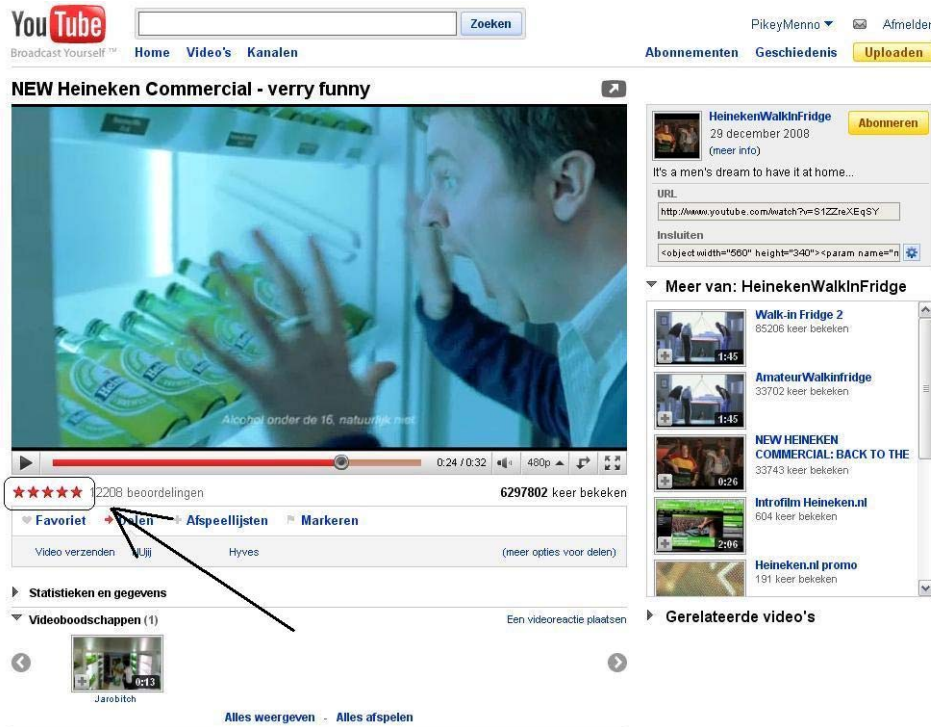 You Tube
Broadcast Yourself ™
Zoeken
PikeyMenno
Afmelden
Home Video's Kanalen
Abonnementen Geschiedenis Uploaden
NEW Heineken Commercial - verry funny
Alcohol onder de 16, natuurlijk niet
0:24 / 0:32 480p
12208 beoordelingen
6297802 keer bekeken
Favoriet Delen Afspeellijsten Markeren
Video verzenden NUjij Hyves (meer opties voor delen)
Statistieken en gegevens
Videoboodschappen (1)
Een videoreactie plaatsen
0:13
Jarobitch
Alles weergeven - Alles afspelen
HeinekenWalkInFridge
29 december 2008
(meer info)
Abonneren
It's a men's dream to have it at home...
URL
http://www.youtube.com/watch?v=S1ZZreXEqSY
Insluiten
<object width="560" height="340"><param name="n
Meer van: HeinekenWalkInFridge
Walk-in Fridge 2
85206 keer bekeken
1:45
AmateurWalkinfridge
33702 keer bekeken
1:45
NEW HEINEKEN
COMMERCIAL: BACK TO THE
33743 keer bekeken
0:26
Introfilm Heineken.nl
604 keer bekeken
2:06
Heineken.nl promo
191 keer bekeken
Gerelateerde video's